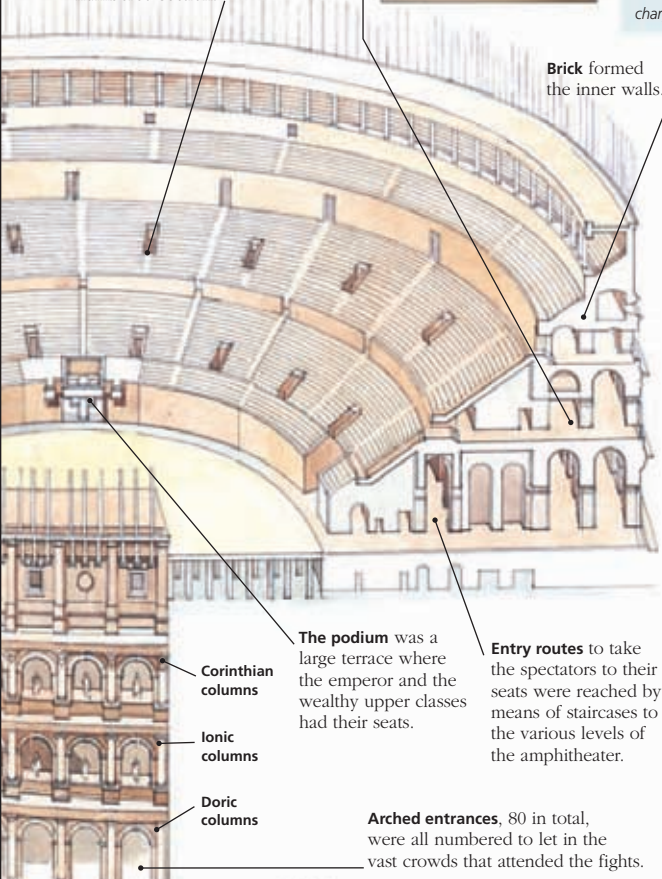 char
Brick formed
the inner walls.
The podium was a
large terrace where
the emperor and the
wealthy upper classes
had their seats.
Entry routes to take
the spectators to their
seats were reached by
means of staircases to
the various levels of
the amphitheater.
Corinthian
columns
Ionic
columns
Doric
columns
Arched entrances, 80 in total,
were all numbered to let in the
vast crowds that attended the fights.